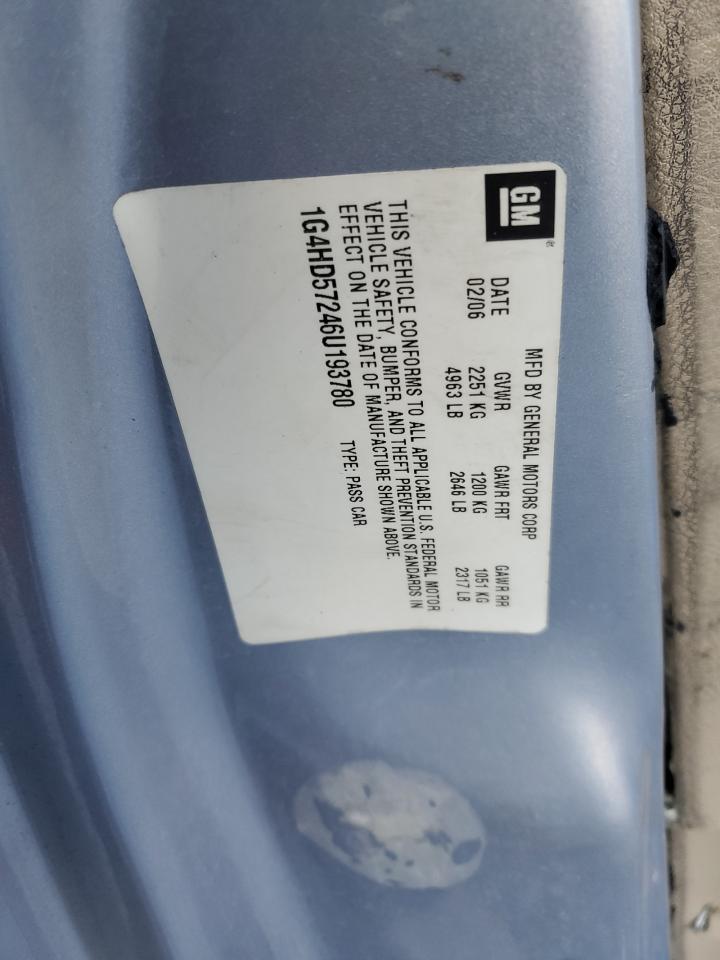 GM
MFD BY GENERAL MOTORS CORP
DATE GVWR GAWR FRT GAWR RR
02/06 2251 KG 1200 KG 1051 KG
4963 LB 2646 LB 2317 LB
THIS VEHICLE CONFORMS TO ALL APPLICABLE U.S. FEDERAL MOTOR
VEHICLE SAFETY, BUMPER, AND THEFT PREVENTION STANDARDS IN
EFFECT ON THE DATE OF MANUFACTURE SHOWN ABOVE.
1G4HD57246U193780 TYPE: PASS CAR